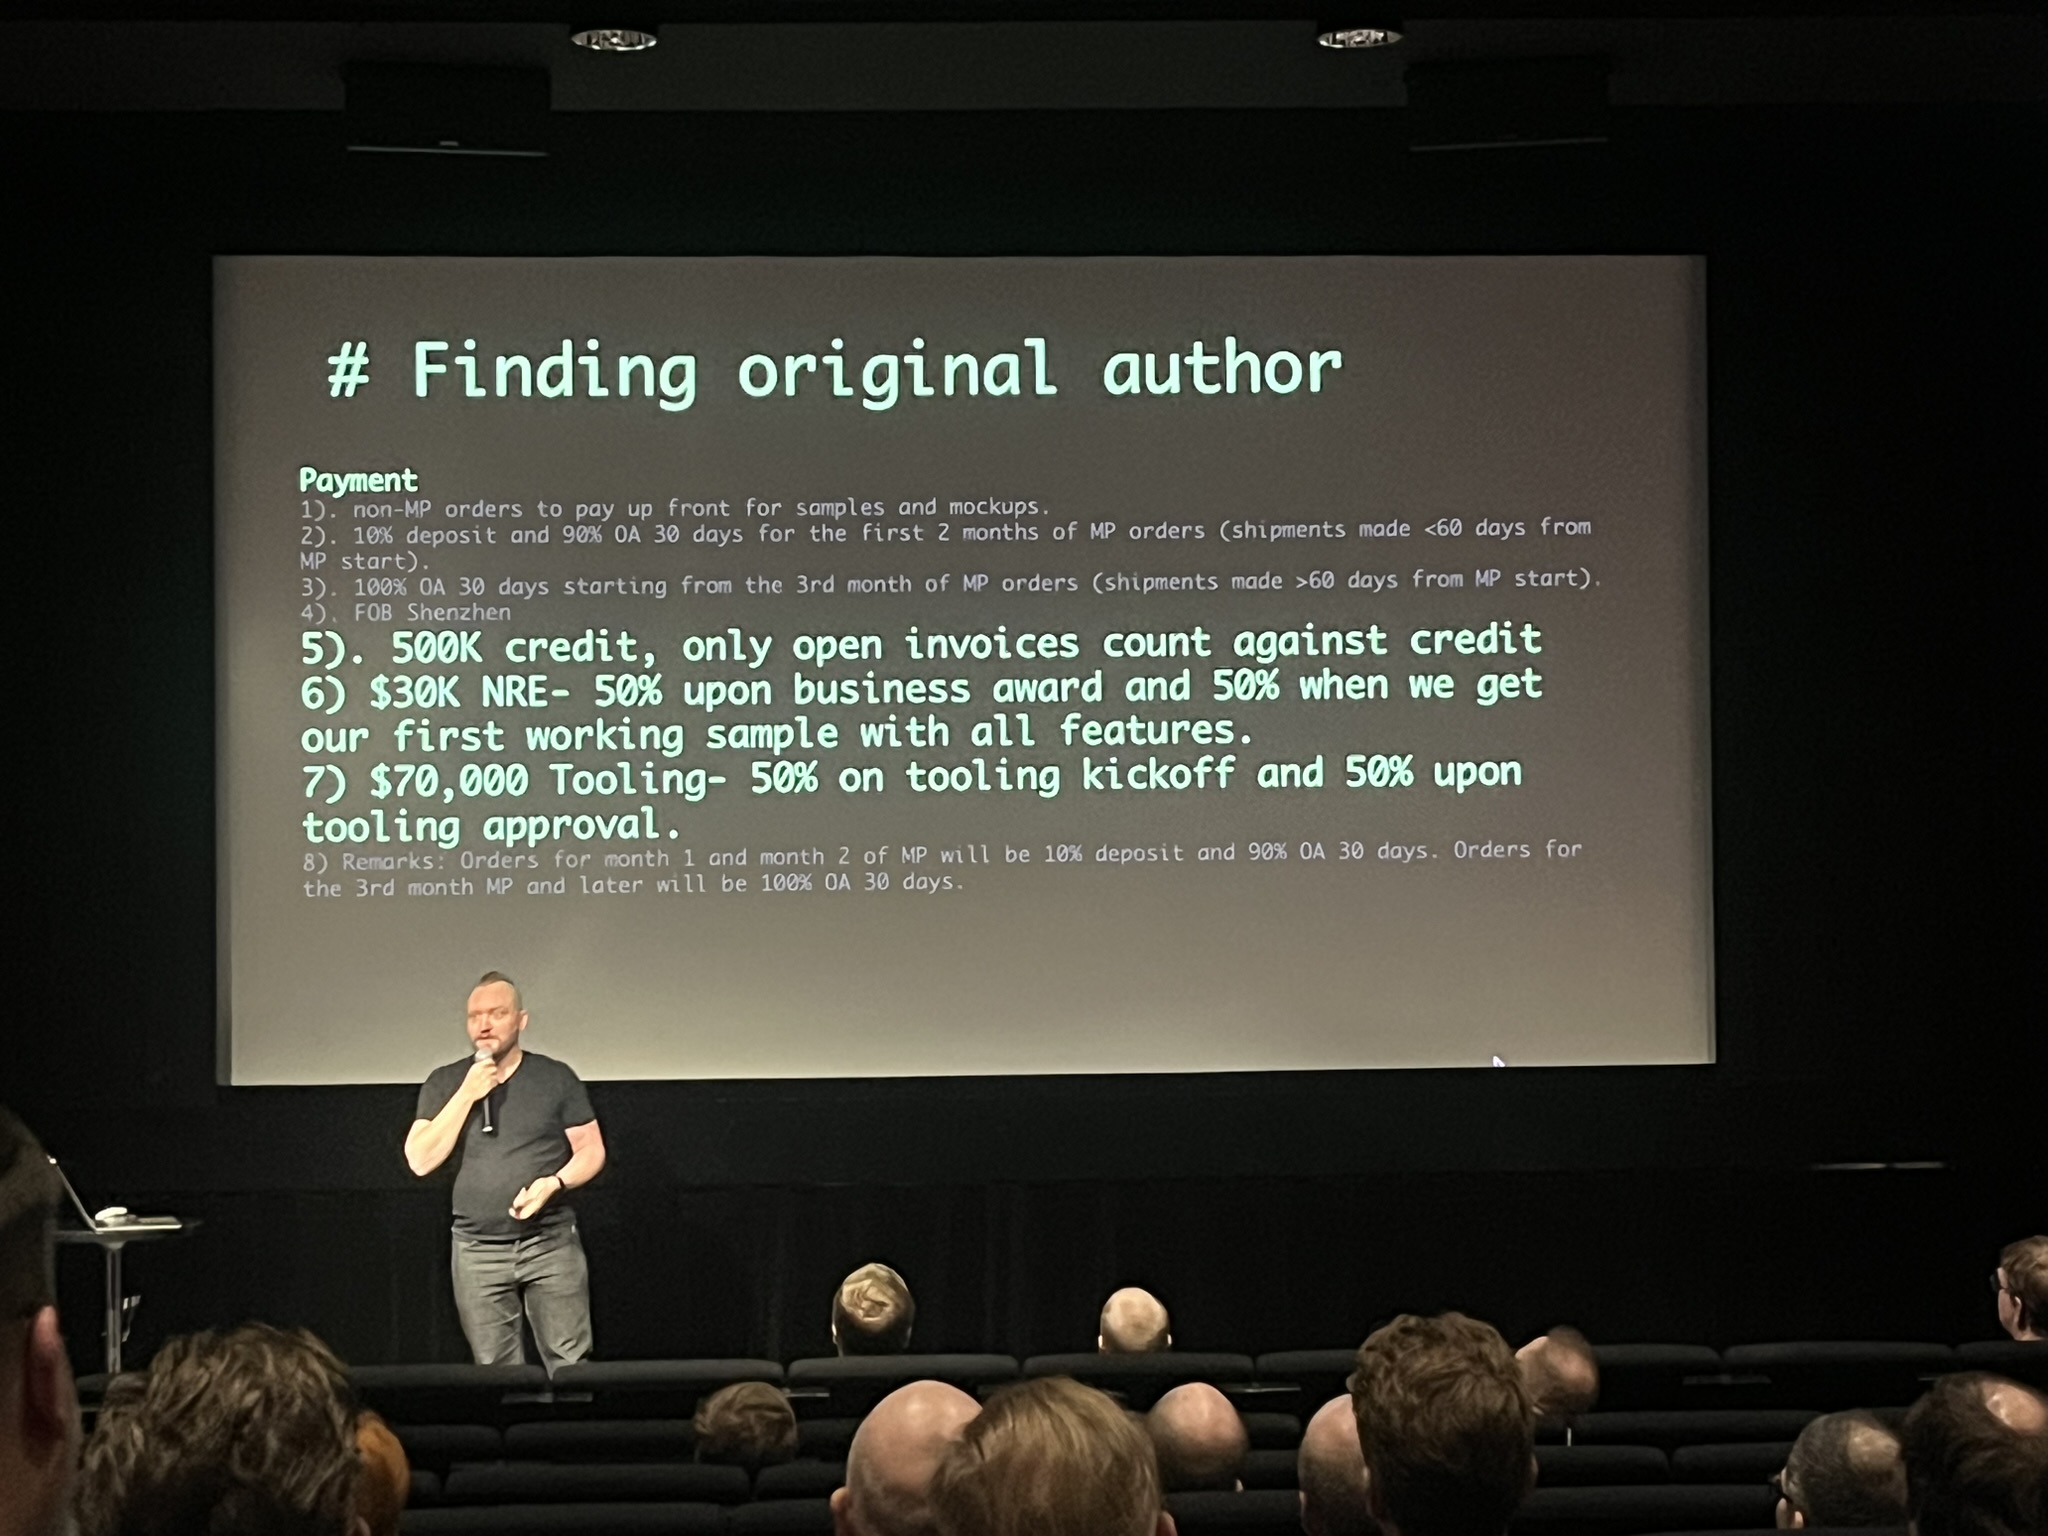 # Finding original author
Payment
1). non-MP orders to pay up front for samples and mockups.
2). 10% deposit and 90% OA 30 days for the first 2 months of MP orders (shipments made <60 days from
MP start).
3). 100% OA 30 days starting from the 3rd month of MP orders (shipments made >60 days from MP start).
4). FOB Shenzhen
5). 500K credit, only open invoices count against credit
6) $30K NRE- 50% upon business award and 50% when we get
our first working sample with all features.
7) $70,000 Tooling- 50% on tooling kickoff and 50% upon
tooling approval.
8) Remarks: Orders for month 1 and month 2 of MP will be 10% deposit and 90% OA 30 days. Orders for
the 3rd month MP and later will be 100% OA 30 days.